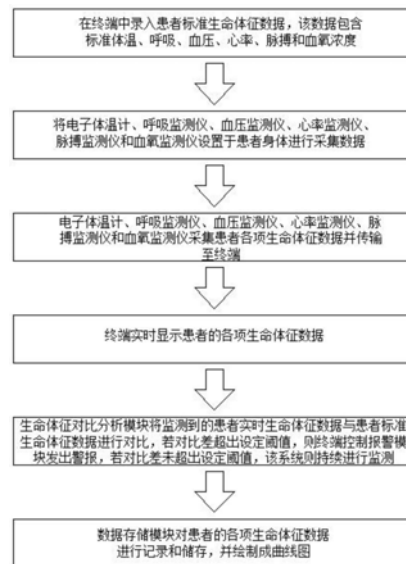 在终端中录入患者标准生命体征数据，该数据包含
标准体温、呼吸、血压、心率、脉搏和血氧浓度
将电子体温计、呼吸监测仪、血压监测仪、心率监测仪、
脉搏监测仪和血氧监测仪设置于患者身体进行采集数据
电子体温计、呼吸监测仪、血压监测仪、心率监测仪、脉
搏监测仪和血氧监测仪采集患者各项生命体征数据并传输
至终端
终端实时显示患者的各项生命体征数据
生命体征对比分析模块将监测到的患者实时生命体征数据与患者标准
生命体征数据进行对比，若对比差超出设定阈值，则终端控制报警模
块发出警报，若对比差未超出设定阈值，该系统则持续进行监测
数据存储模块对患者的各项生命体征数据
进行记录和储存，并绘制成曲线图